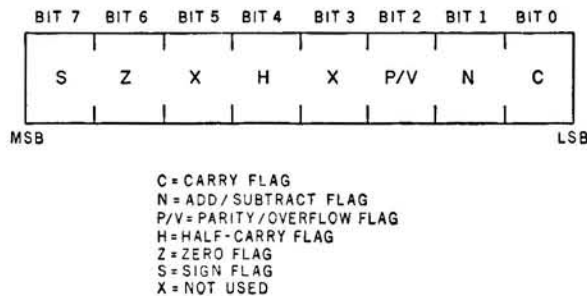 BIT 7 BIT 6 BIT 5 BIT 4 BIT 3 BIT 2 BIT 1 BIT 0
S Z X H X P/V N C
MSB LSB
C = CARRY FLAG
N = ADD/SUBTRACT FLAG
P/V= PARITY/OVERFLOW FLAG
H = HALF-CARRY FLAG
Z = ZERO FLAG
S = SIGN FLAG
X = NOT USED